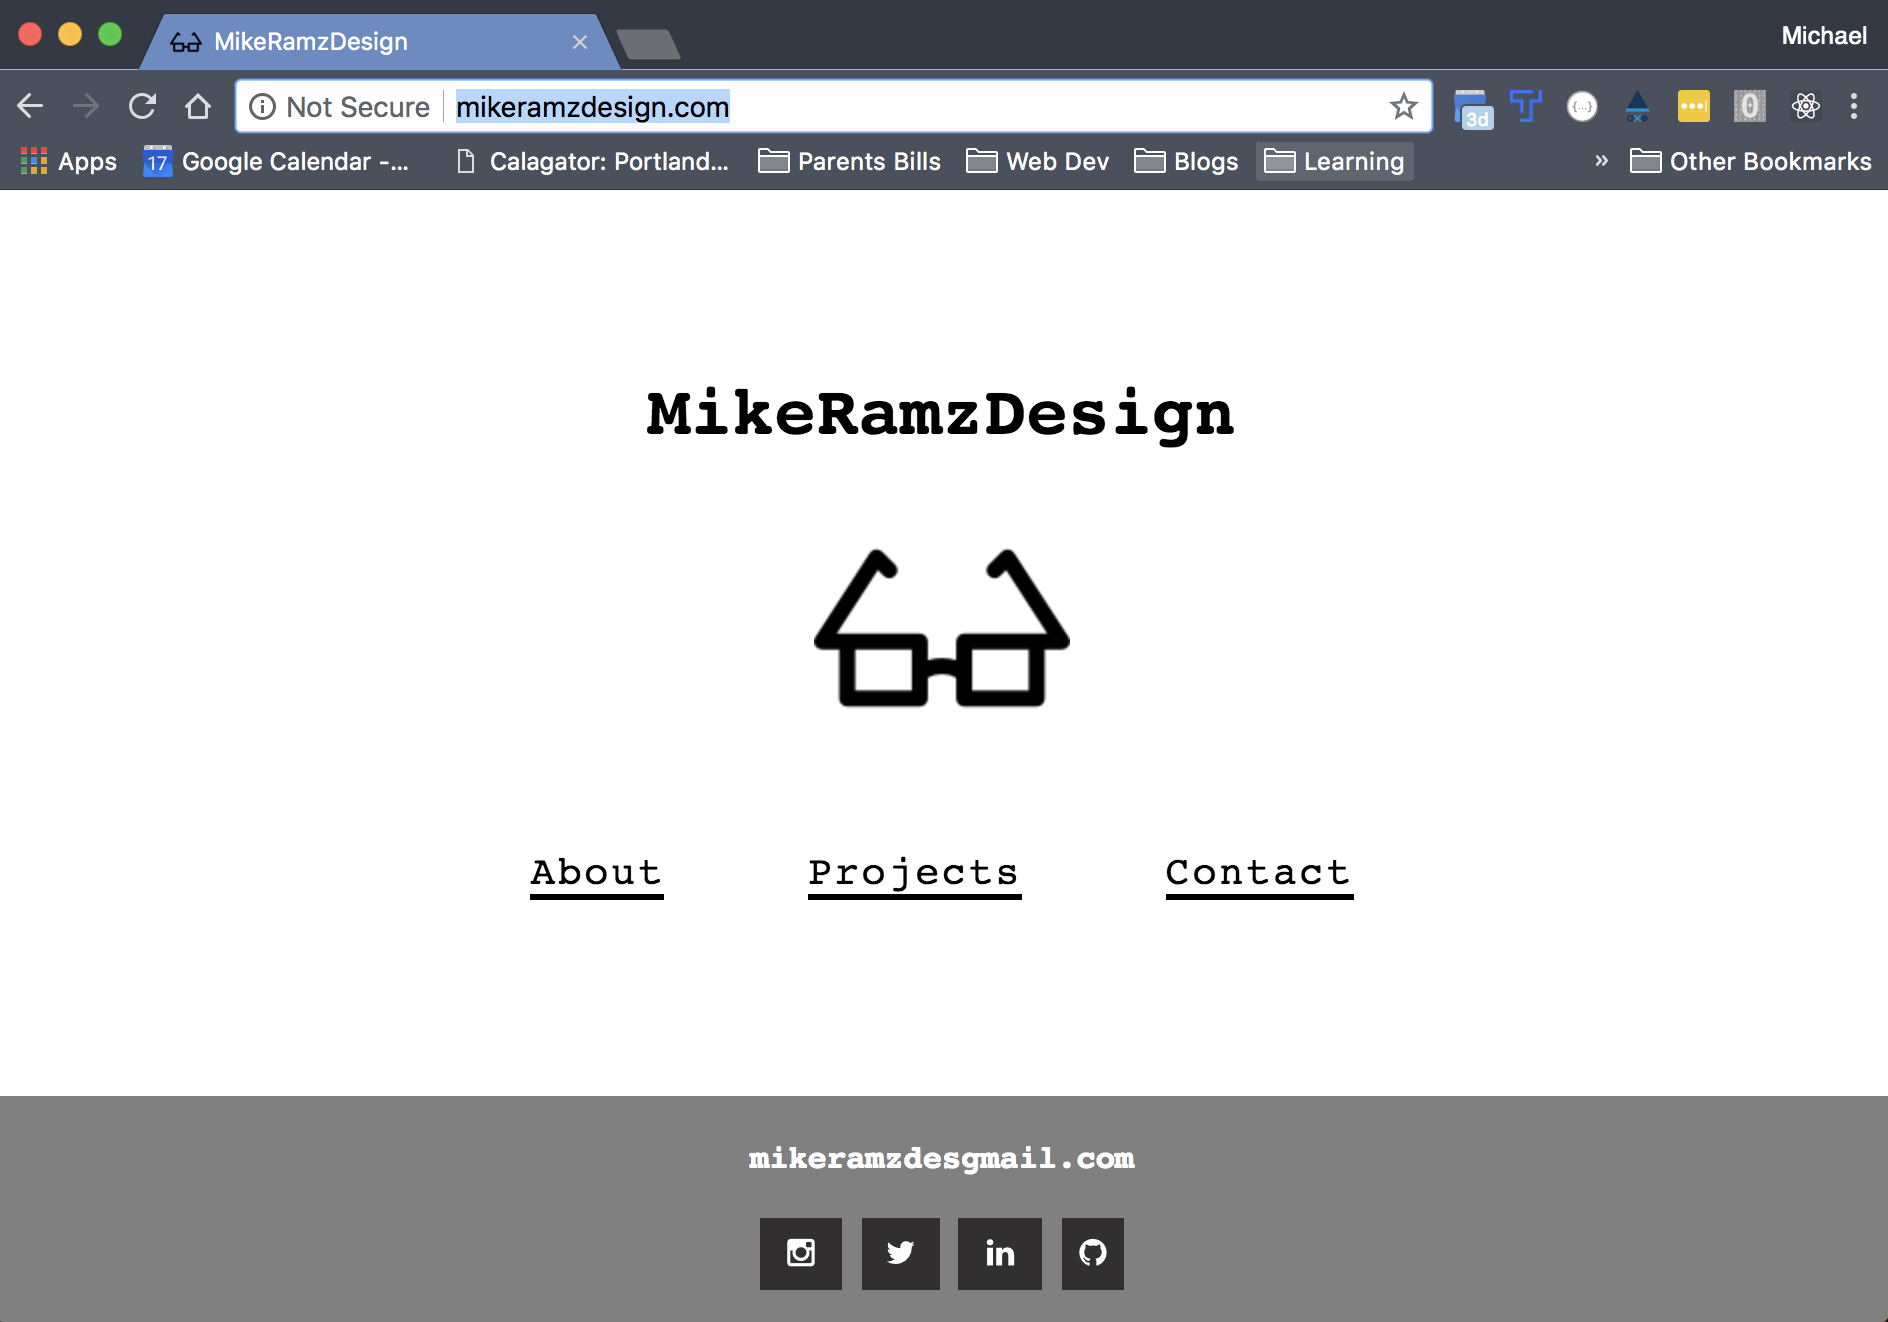 MikeRamzDesign
Michael
Not Secure mikeramzdesign.com
3d
{...}
0
Apps 17 Google Calendar -... Calagator: Portland... Parents Bills Web Dev Blogs Learning » Other Bookmarks
MikeRamzDesign
About Projects Contact
mikeramzdesgmail.com
in